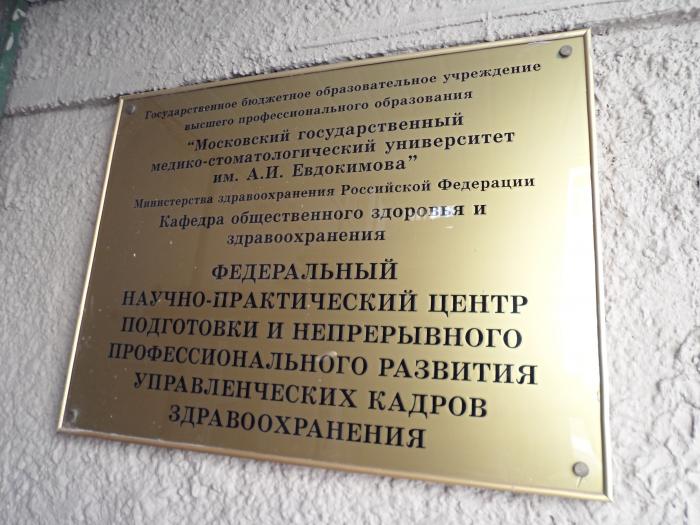 Государственное бюджетное образовательное учреждение
высшего профессионального образования
“Московский государственный
медико-стоматологический университет
им. А.И. Евдокимова”
Министерства здравоохранения Российской Федерации
Кафедра общественного здоровья и
здравоохранения
ФЕДЕРАЛЬНЫЙ
НАУЧНО-ПРАКТИЧЕСКИЙ ЦЕНТР
ПОДГОТОВКИ И НЕПРЕРЫВНОГО
ПРОФЕССИОНАЛЬНОГО РАЗВИТИЯ
УПРАВЛЕНЧЕСКИХ КАДРОВ
ЗДРАВООХРАНЕНИЯ